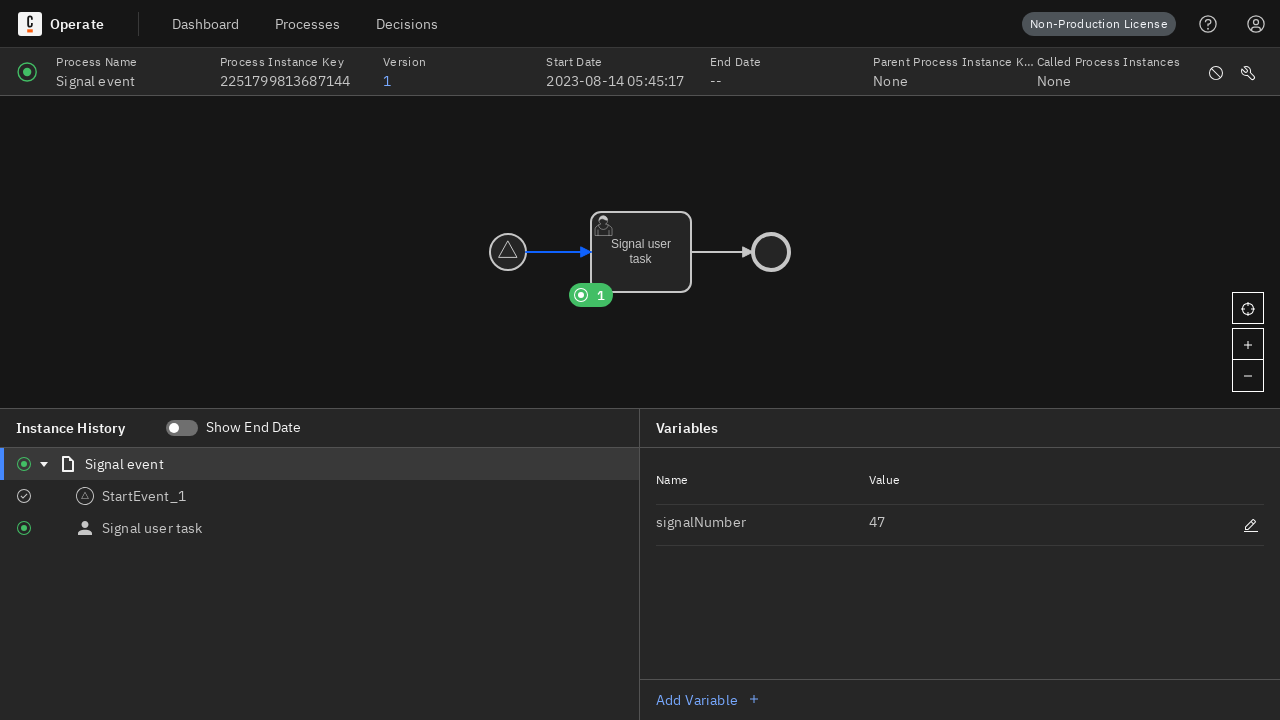 C Operate Dashboard Processes Decisions Non-Production License
Process Name Process Instance Key Version Start Date End Date Parent Process Instance K... Called Process Instances
Signal event 2251799813687144 1 2023-08-14 05:45:17 -- None None
Signal user
task
1
Instance History Show End Date
Variables
Signal event
StartEvent_1
Signal user task
Name Value
signalNumber 47
Add Variable +